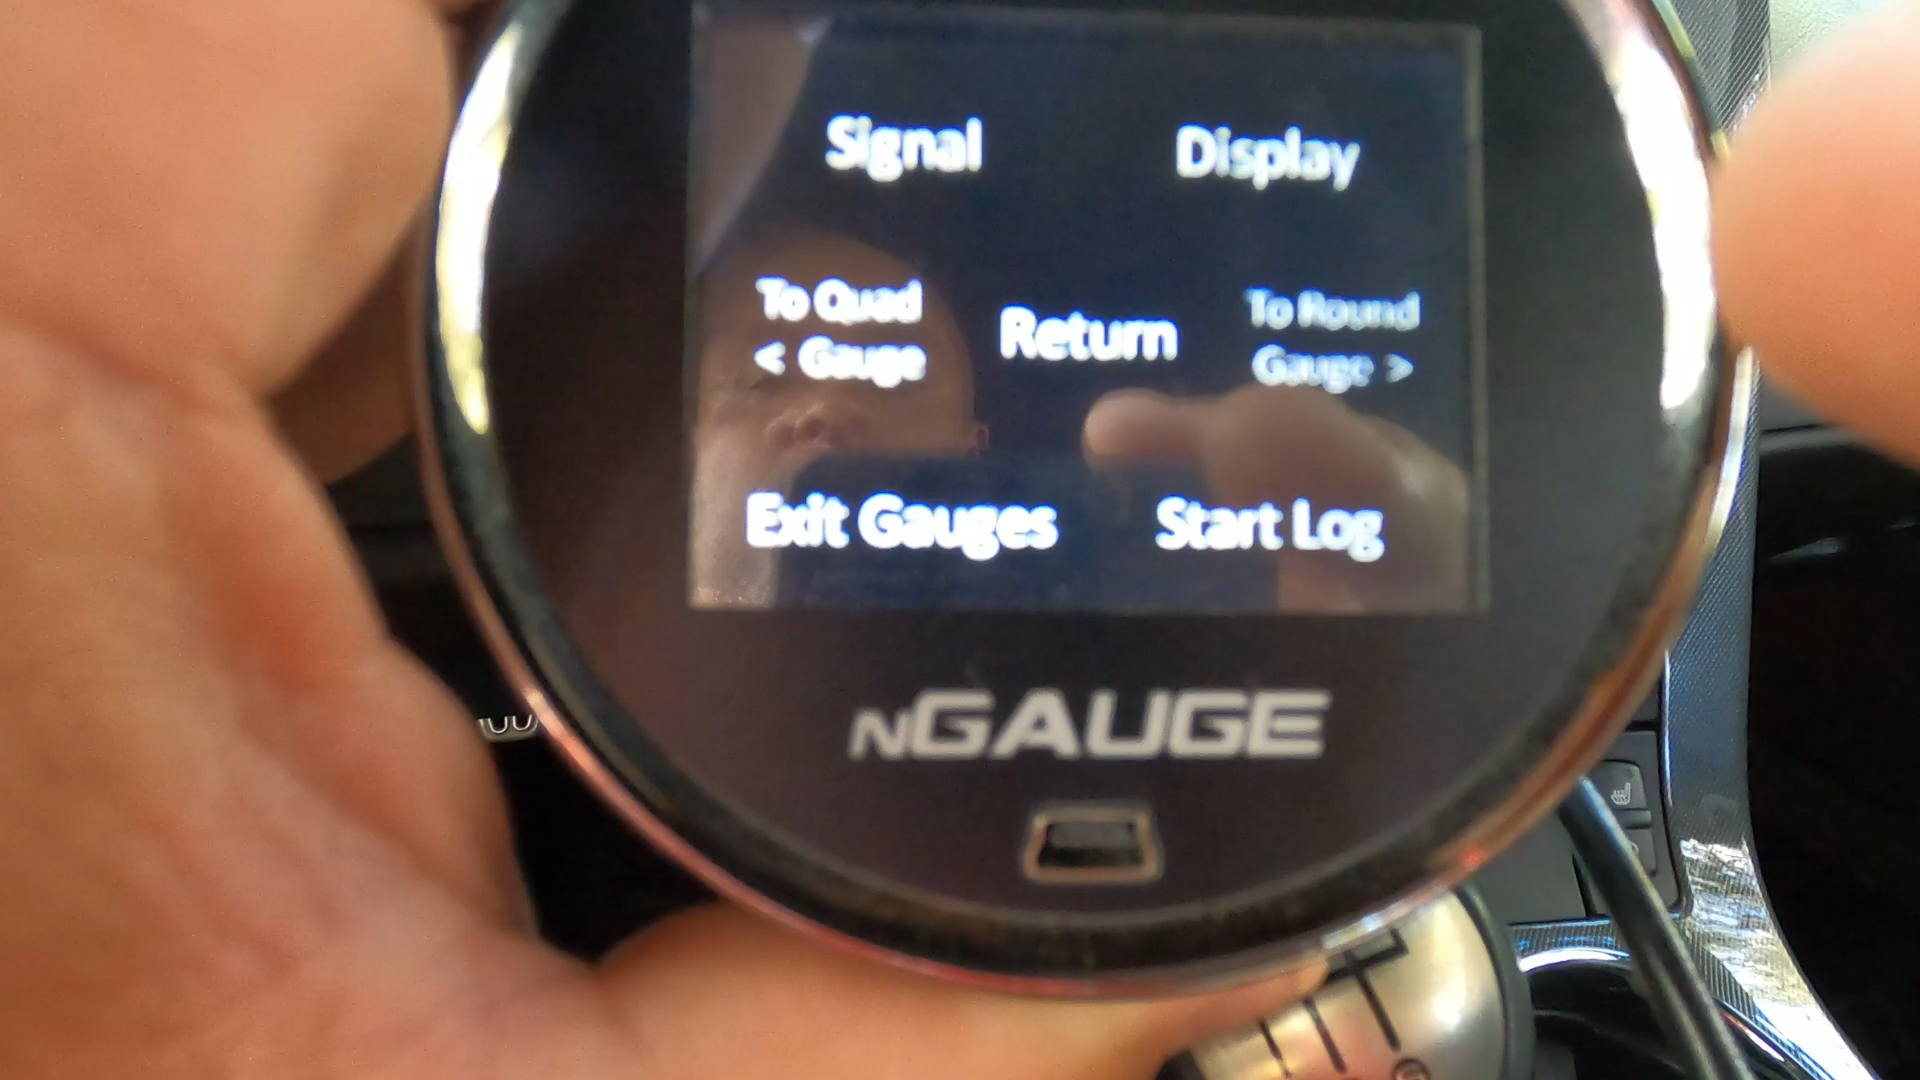 Signal
Display
To Quad
< Gauge
Return
To Round
Gauge >
Exit Gauges
Start Log
nGAUGE